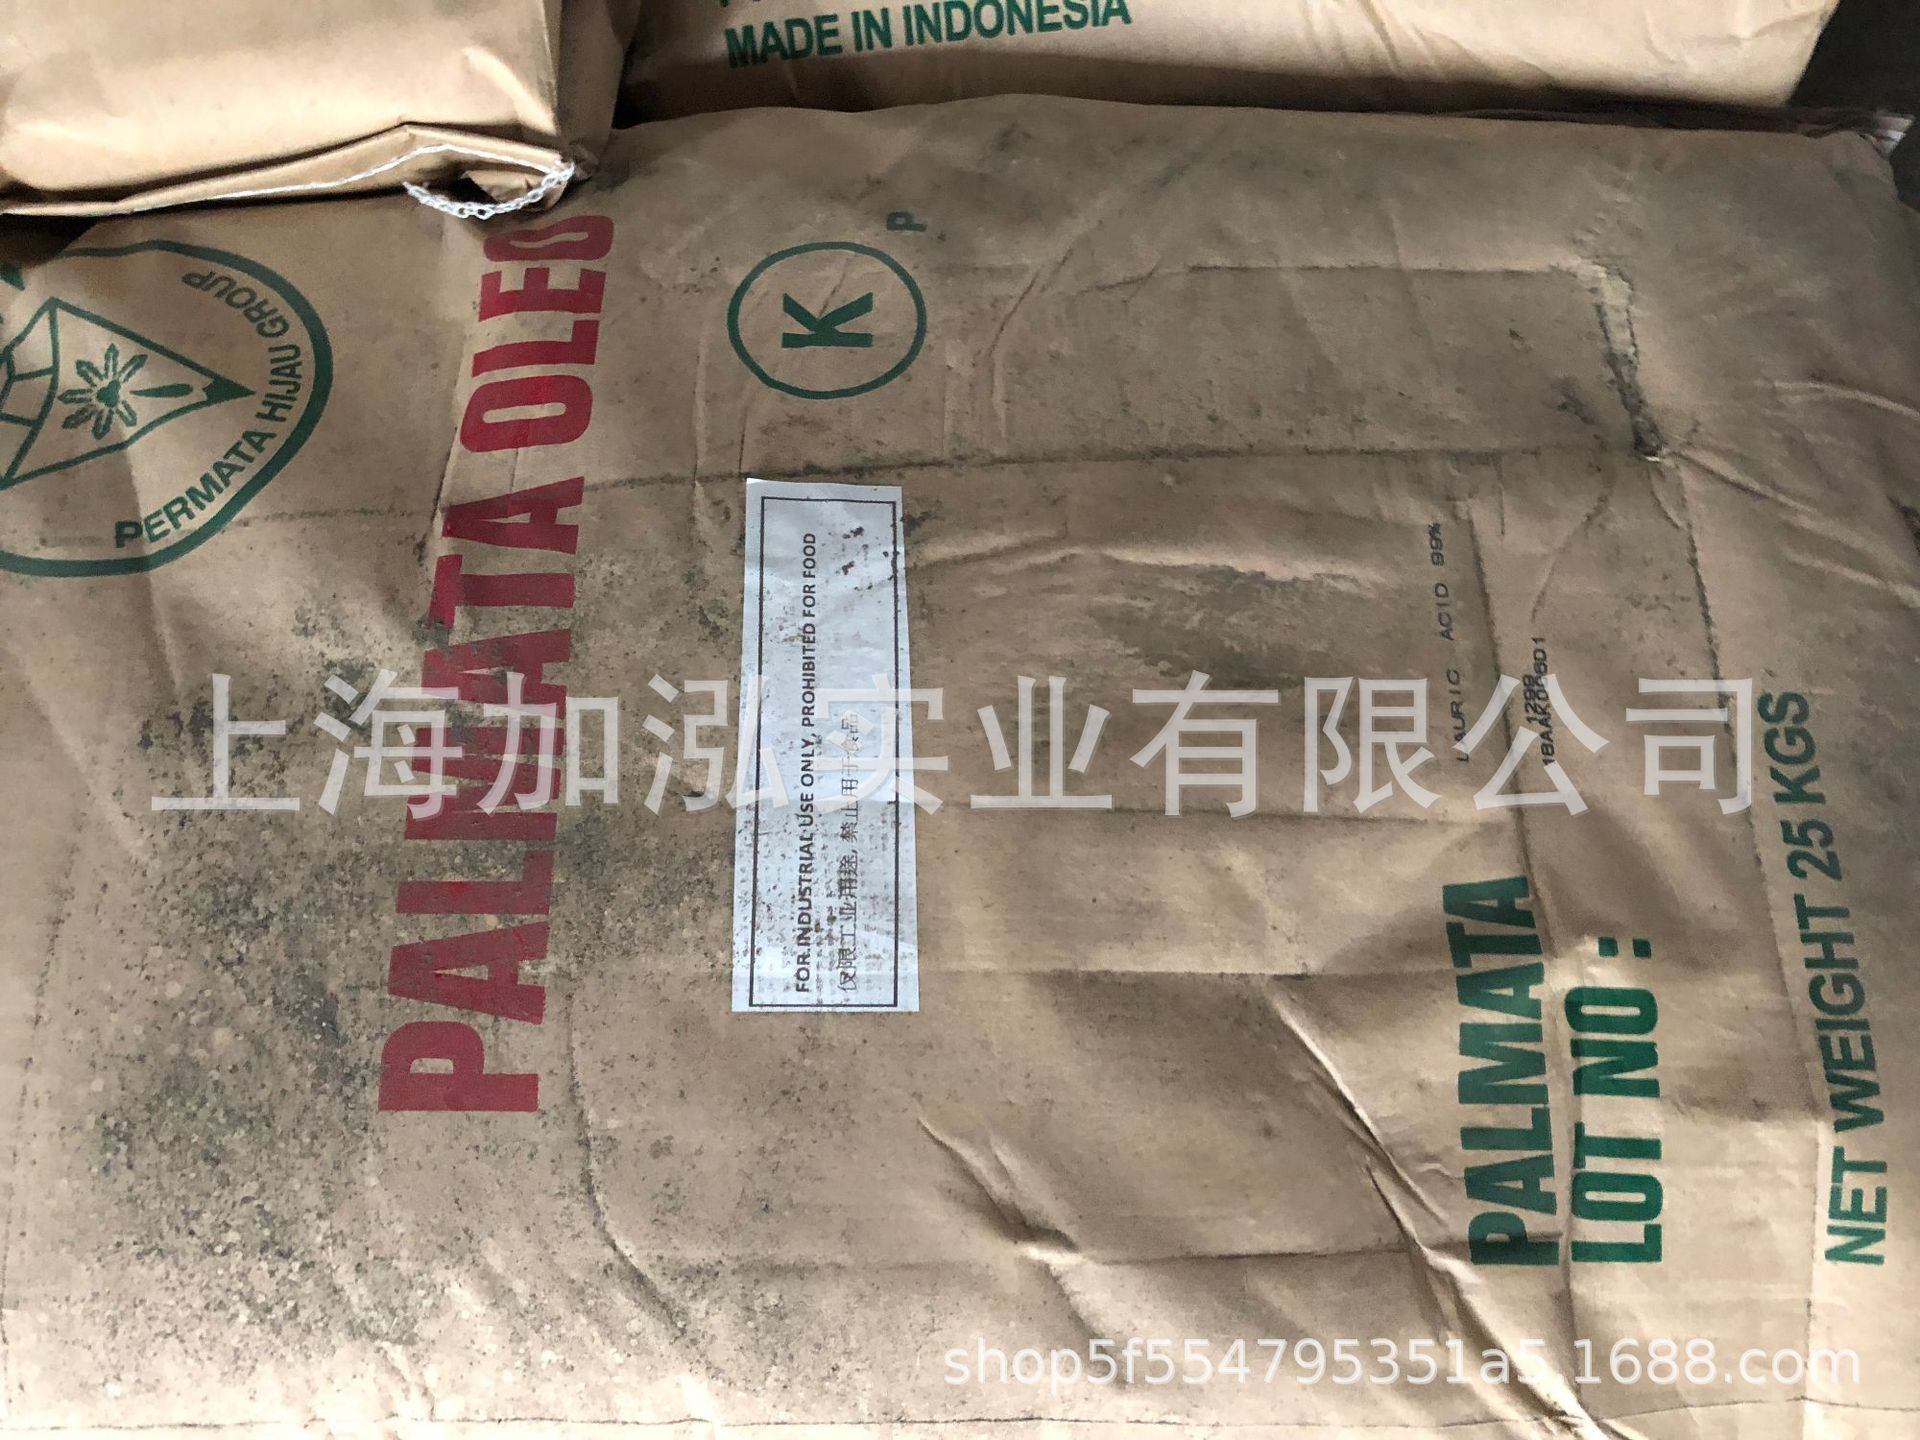 MADE IN INDONESIA
PERMATA HIJAU GROUP
PALMATA OLEO
K
P
FOR INDUSTRIAL USE ONLY, PROHIBITED FOR FOOD
仅限工业用途, 禁止用于食品
LAURIC ACID 99%
1299
PALMATA
LOT NO :
NET WEIGHT 25 KGS
上海加泓实业有限公司
shop5f554795351a5.1688.com